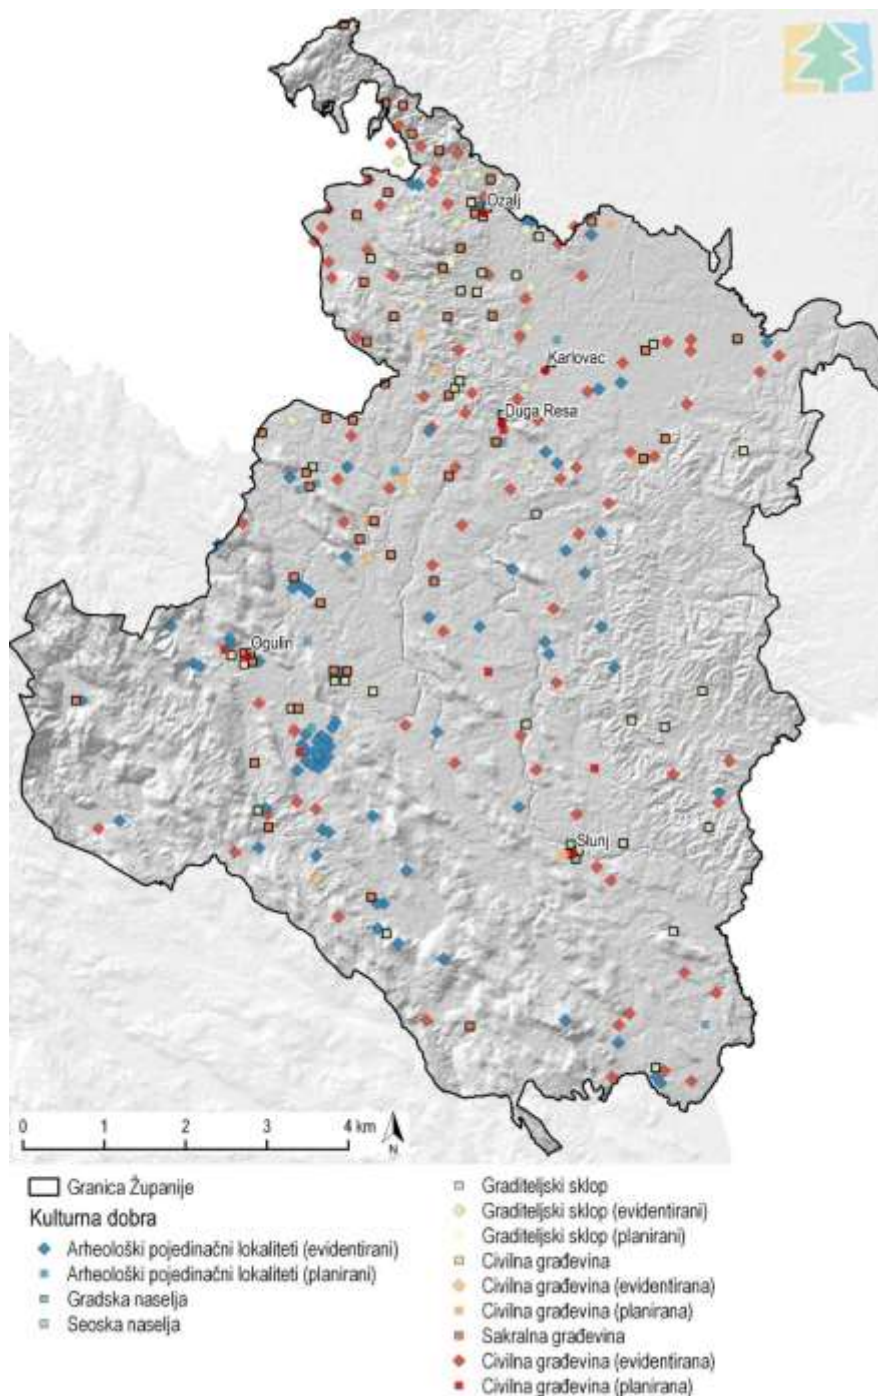 Ozalj
Karlovac
Duga Resa
Ogulin
Slunj
0 1 2 3 4 km
N
Granica Županije
Kulturna dobra
Arheološki pojedinačni lokaliteti (evidentirani)
Arheološki pojedinačni lokaliteti (planirani)
Gradska naselja
Seoska naselja
Graditeljski sklop
Graditeljski sklop (evidentirani)
Graditeljski sklop (planirani)
Civilna građevina
Civilna građevina (evidentirana)
Civilna građevina (planirana)
Sakralna građevina
Civilna građevina (evidentirana)
Civilna građevina (planirana)